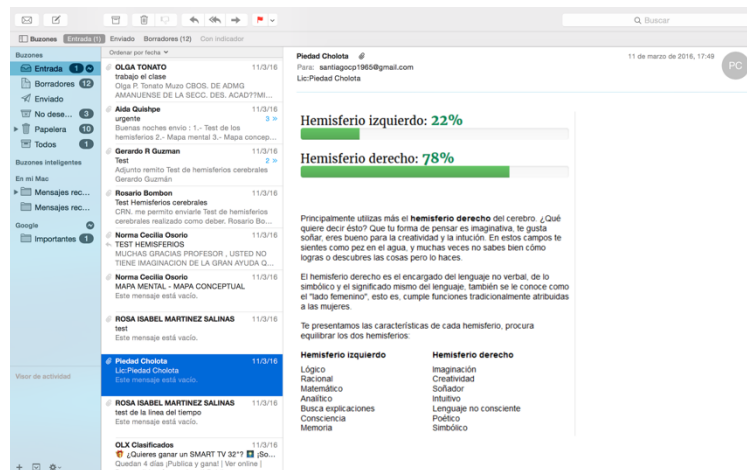 Buscar
Buzones
Entrada (1)
Enviado
Borradores (12)
Con indicador
Buzones
Entrada 1
Borradores 12
Enviado
No dese... 3
Papelera 10
Todos 1
Buzones inteligentes
En mi Mac
Mensajes rec...
Mensajes rec...
Google
Importantes 1
Visor de actividad
Ordenar por fecha
OLGA TONATO 11/3/16
trabajo el clase
Olga P. Tonato Muzo CBOS. DE ADMG
AMANUENSE DE LA SECC. DES. ACAD??MI...
Aida Quishpe 11/3/16
urgente 3 »
Buenas noches envio : 1.- Test de los
hemisferios 2.- Mapa mental 3.- Mapa concep...
Gerardo R Guzman 11/3/16
Test 2 »
Adjunto remito Test de hemisferios cerebrales
Gerardo Guzmán
Rosario Bombon 11/3/16
Test Hemisferios cerebrales
CRN. me permito enviarle Test de hemisferios
cerebrales realizado como deber. Rosario Bo...
Norma Cecilia Osorio 11/3/16
TEST HEMISFERIOS
MUCHAS GRACIAS PROFESOR , USTED NO
TIENE IMAGINACION DE LA GRAN AYUDA Q...
Norma Cecilia Osorio 11/3/16
MAPA MENTAL - MAPA CONCEPTUAL
Este mensaje está vacío.
ROSA ISABEL MARTINEZ SALINAS 11/3/16
test
Este mensaje está vacío.
Piedad Cholota 11/3/16
Lic:Piedad Cholota
Este mensaje está vacío.
ROSA ISABEL MARTINEZ SALINAS 11/3/16
test de la linea del tiempo
Este mensaje está vacío.
OLX Clasificados 11/3/16
¿Quieres ganar un SMART TV 32"? ¡So...
Quedan 4 días ¡Publica y gana! | Ver online |
Piedad Cholota
11 de marzo de 2016, 17:49
PC
Para: santiagocp1965@gmail.com
Lic:Piedad Cholota
Hemisferio izquierdo: 22%
Hemisferio derecho: 78%
Principalmente utilizas más el hemisferio derecho del cerebro. ¿Qué
quiere decir ésto? Que tu forma de pensar es imaginativa, te gusta
soñar, eres bueno para la creatividad y la intución. En estos campos te
sientes como pez en el agua, y muchas veces no sabes bien cómo
logras o descubres las cosas pero lo haces.
El hemisferio derecho es el encargado del lenguaje no verbal, de lo
simbólico y el significado mismo del lenguaje, también se le conoce como
el "lado femenino", esto es, cumple funciones tradicionalmente atribuidas
a las mujeres.
Te presentamos las características de cada hemisferio, procura
equilibrar los dos hemisferios:
Hemisferio izquierdo Hemisferio derecho
Lógico Imaginación
Racional Creatividad
Matemático Soñador
Analítico Intuitivo
Busca explicaciones Lenguaje no consciente
Consciencia Poético
Memoria Simbólico